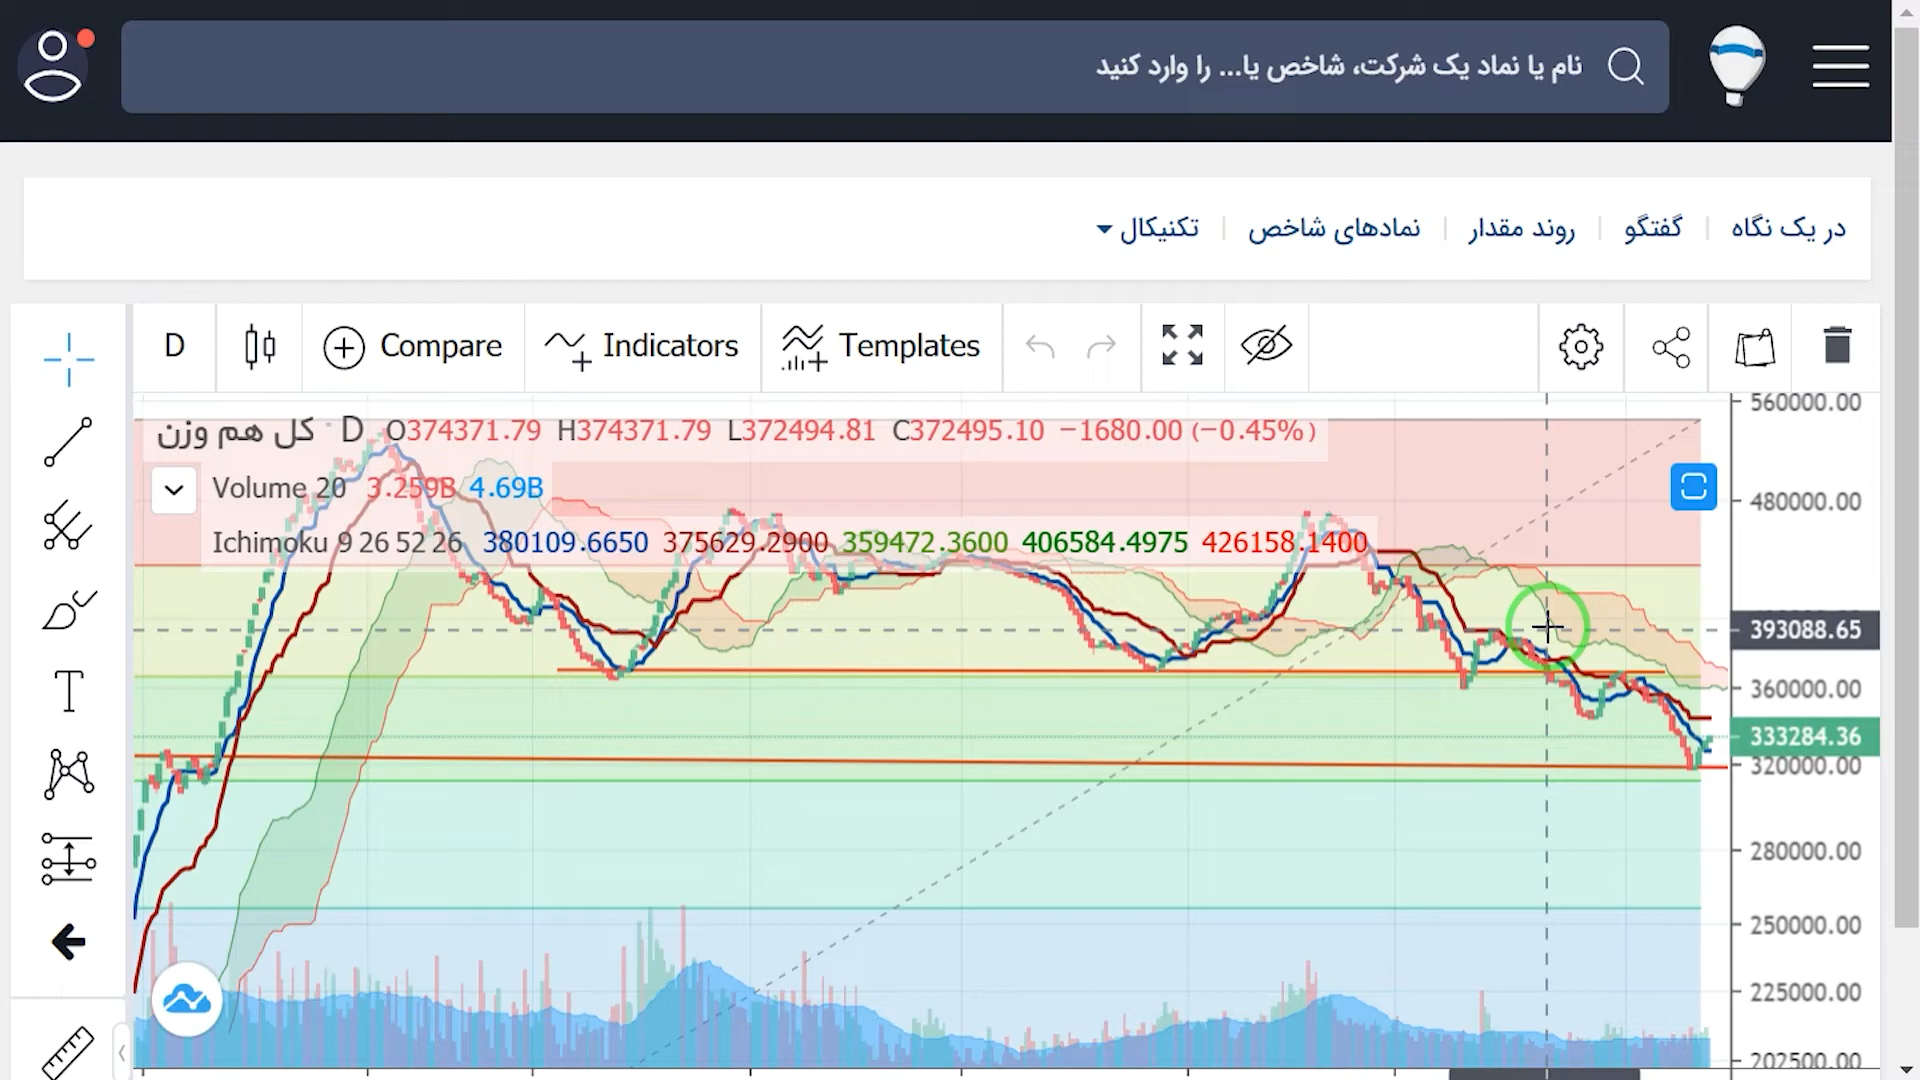 نام یا نماد یک شرکت، شاخص یا... را وارد کنید
در یک نگاه | گفتگو | روند مقدار | نمادهای شاخص | تکنیکال
D Compare Indicators Templates
کل هم وزن · D O374371.79 H374371.79 L372494.81 C372495.10 −1680.00 (−0.45%)
Volume 20 3.259B 4.69B
Ichimoku 9 26 52 26 380109.6650 375629.2900 359472.3600 406584.4975 426158.1400
560000.00
480000.00
393088.65
360000.00
333284.36
320000.00
280000.00
250000.00
225000.00
202500.00